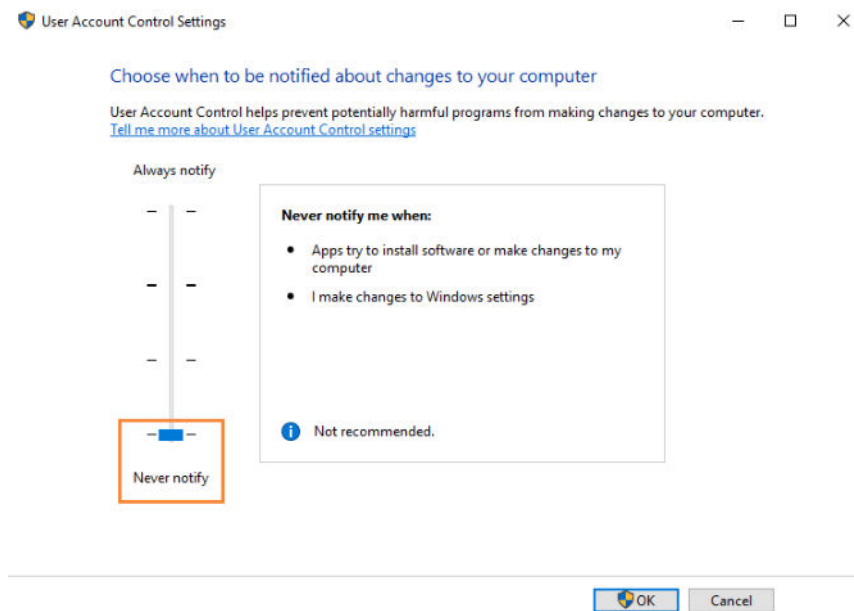 User Account Control Settings
Choose when to be notified about changes to your computer
User Account Control helps prevent potentially harmful programs from making changes to your computer.
Tell me more about User Account Control settings
Always notify
Never notify me when:
Apps try to install software or make changes to my
computer
I make changes to Windows settings
Not recommended.
Never notify
OK
Cancel